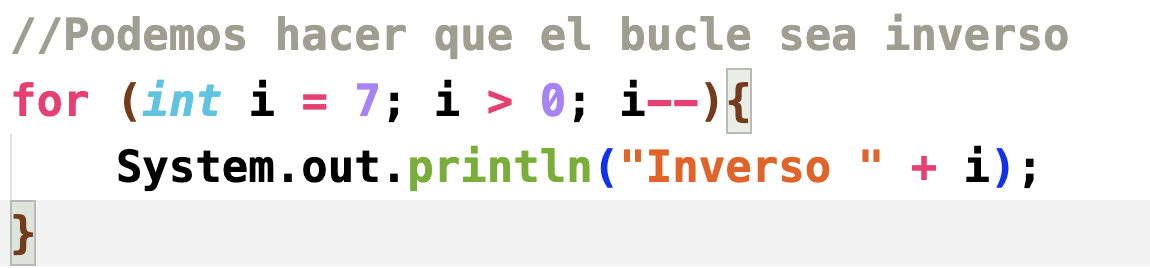 //Podemos hacer que el bucle sea inverso
for (int i = 7; i > 0; i--){
    System.out.println("Inverso " + i);
}